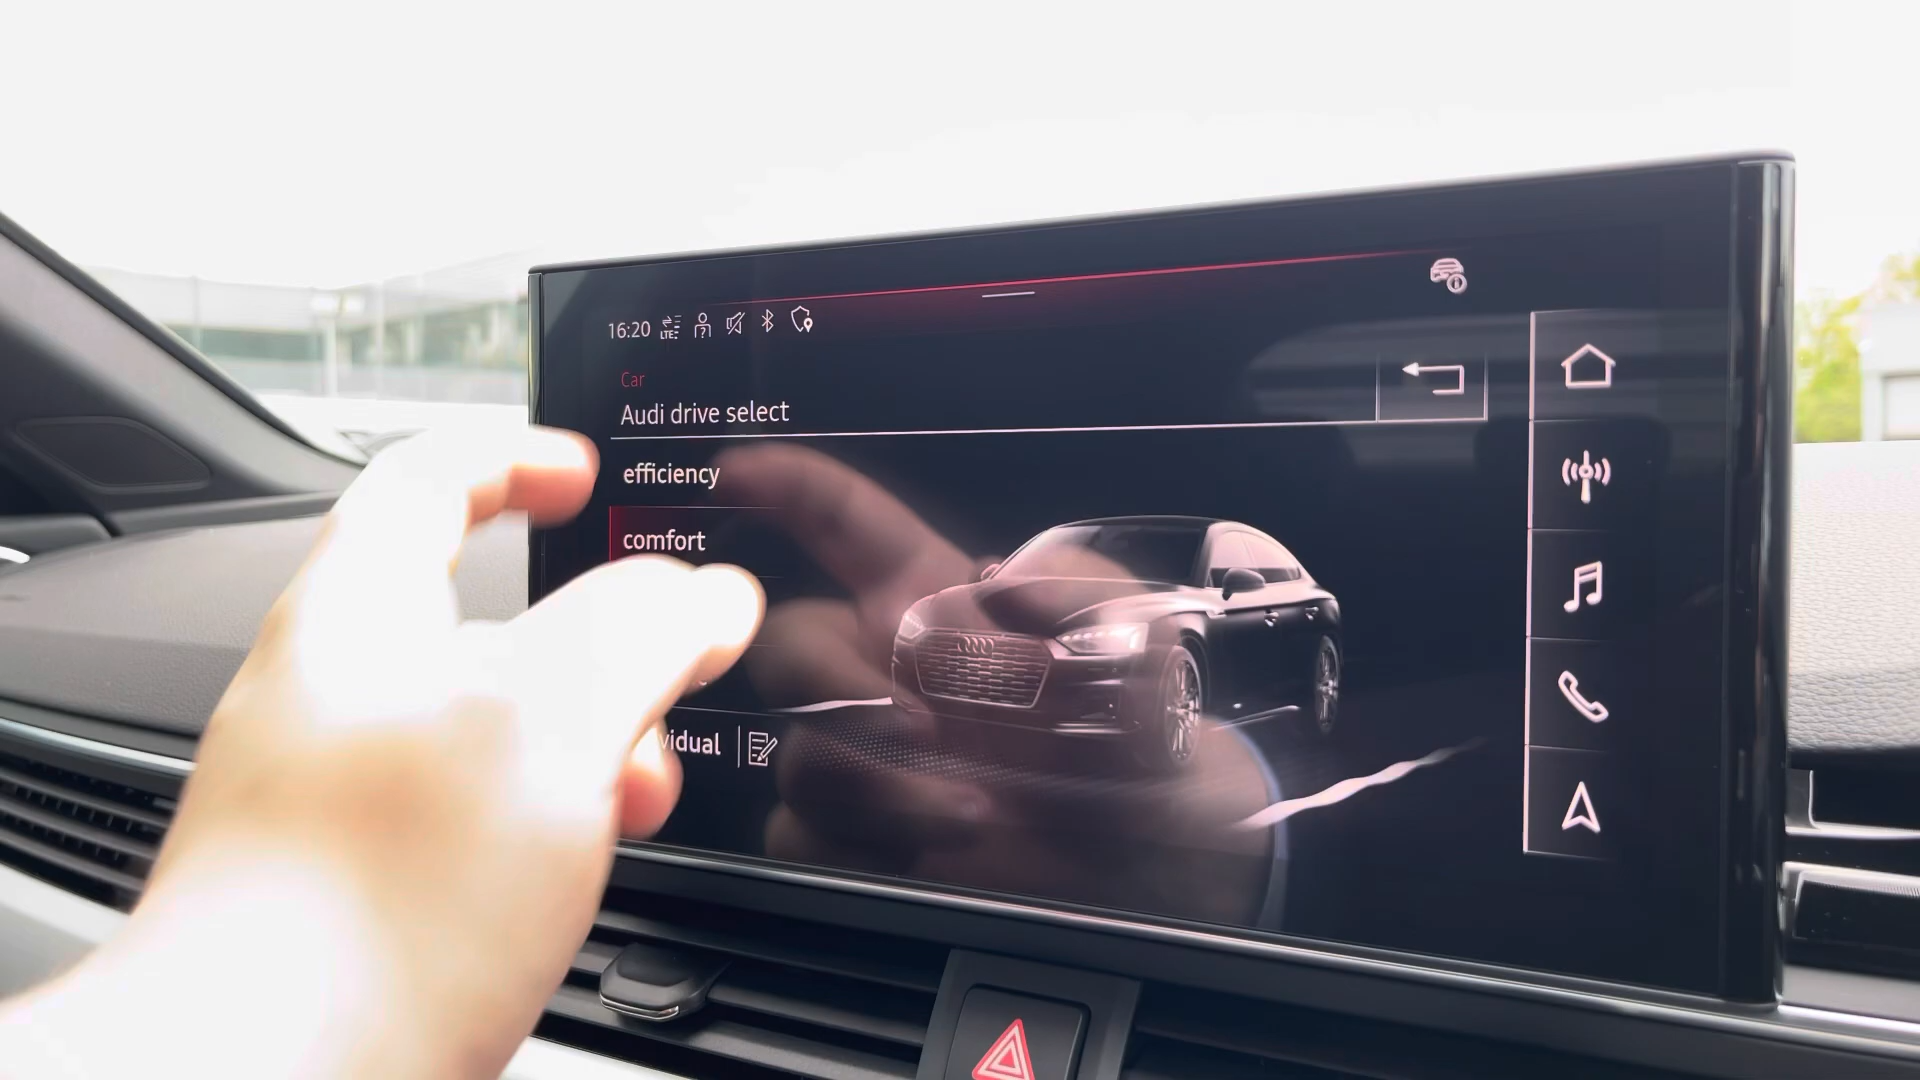 16:20
LTE
Car
Audi drive select
efficiency
comfort
vidual